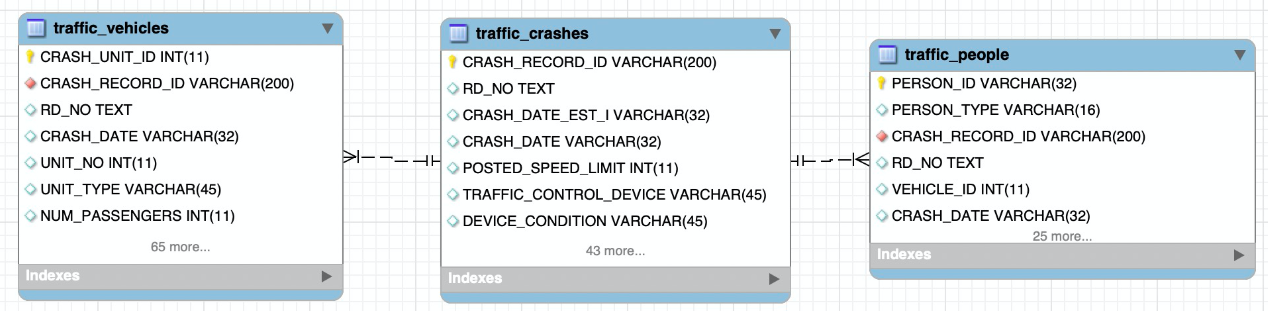 traffic_vehicles
CRASH_UNIT_ID INT(11)
CRASH_RECORD_ID VARCHAR(200)
RD_NO TEXT
CRASH_DATE VARCHAR(32)
UNIT_NO INT(11)
UNIT_TYPE VARCHAR(45)
NUM_PASSENGERS INT(11)
65 more...
Indexes
traffic_crashes
CRASH_RECORD_ID VARCHAR(200)
RD_NO TEXT
CRASH_DATE_EST_I VARCHAR(32)
CRASH_DATE VARCHAR(32)
POSTED_SPEED_LIMIT INT(11)
TRAFFIC_CONTROL_DEVICE VARCHAR(45)
DEVICE_CONDITION VARCHAR(45)
43 more...
Indexes
traffic_people
PERSON_ID VARCHAR(32)
PERSON_TYPE VARCHAR(16)
CRASH_RECORD_ID VARCHAR(200)
RD_NO TEXT
VEHICLE_ID INT(11)
CRASH_DATE VARCHAR(32)
25 more...
Indexes